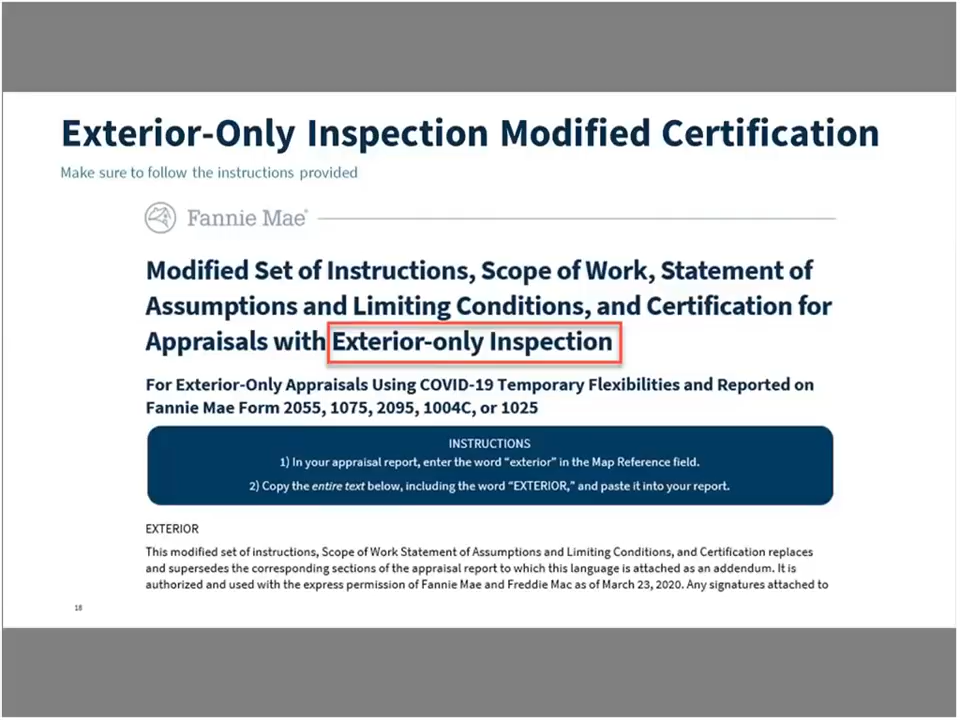 Exterior-Only Inspection Modified Certification
Make sure to follow the instructions provided
Fannie Mae®
Modified Set of Instructions, Scope of Work, Statement of
Assumptions and Limiting Conditions, and Certification for
Appraisals with Exterior-only Inspection
For Exterior-Only Appraisals Using COVID-19 Temporary Flexibilities and Reported on
Fannie Mae Form 2055, 1075, 2095, 1004C, or 1025
INSTRUCTIONS
1) In your appraisal report, enter the word “exterior” in the Map Reference field.
2) Copy the entire text below, including the word “EXTERIOR,” and paste it into your report.
EXTERIOR
This modified set of instructions, Scope of Work Statement of Assumptions and Limiting Conditions, and Certification replaces
and supersedes the corresponding sections of the appraisal report to which this language is attached as an addendum. It is
authorized and used with the express permission of Fannie Mae and Freddie Mac as of March 23, 2020. Any signatures attached to
18